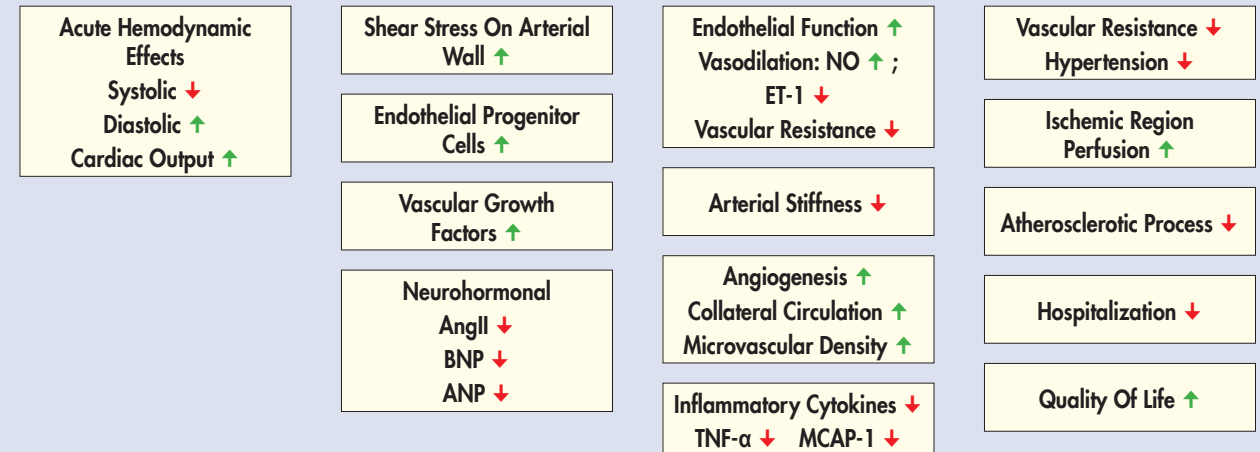 Acute Hemodynamic
Effects
Systolic ↓
Diastolic ↑
Cardiac Output ↑
Shear Stress On Arterial
Wall ↑
Endothelial Progenitor
Cells ↑
Vascular Growth
Factors ↑
Neurohormonal
AngII ↓
BNP ↓
ANP ↓
Endothelial Function ↑
Vasodilation: NO ↑ ;
ET-1 ↓
Vascular Resistance ↓
Arterial Stiffness ↓
Angiogenesis ↑
Collateral Circulation ↑
Microvascular Density ↑
Inflammatory Cytokines ↓
TNF-α ↓ MCAP-1 ↓
Vascular Resistance ↓
Hypertension ↓
Ischemic Region
Perfusion ↑
Atherosclerotic Process ↓
Hospitalization ↓
Quality Of Life ↑